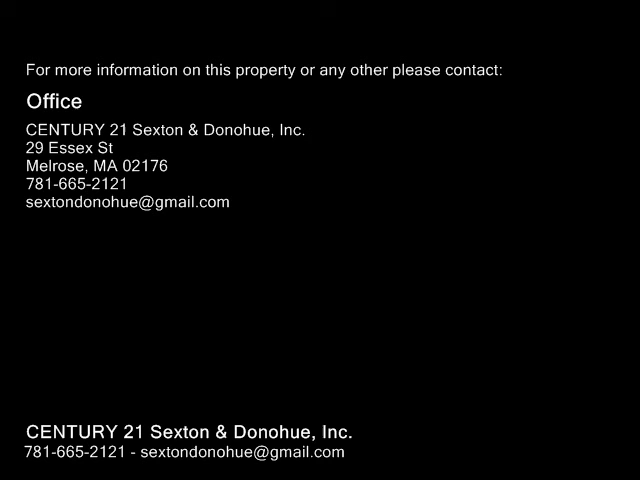 For more information on this property or any other please contact:
Office
CENTURY 21 Sexton & Donohue, Inc.
29 Essex St
Melrose, MA 02176
781-665-2121
sextondonohue@gmail.com
CENTURY 21 Sexton & Donohue, Inc.
781-665-2121 - sextondonohue@gmail.com